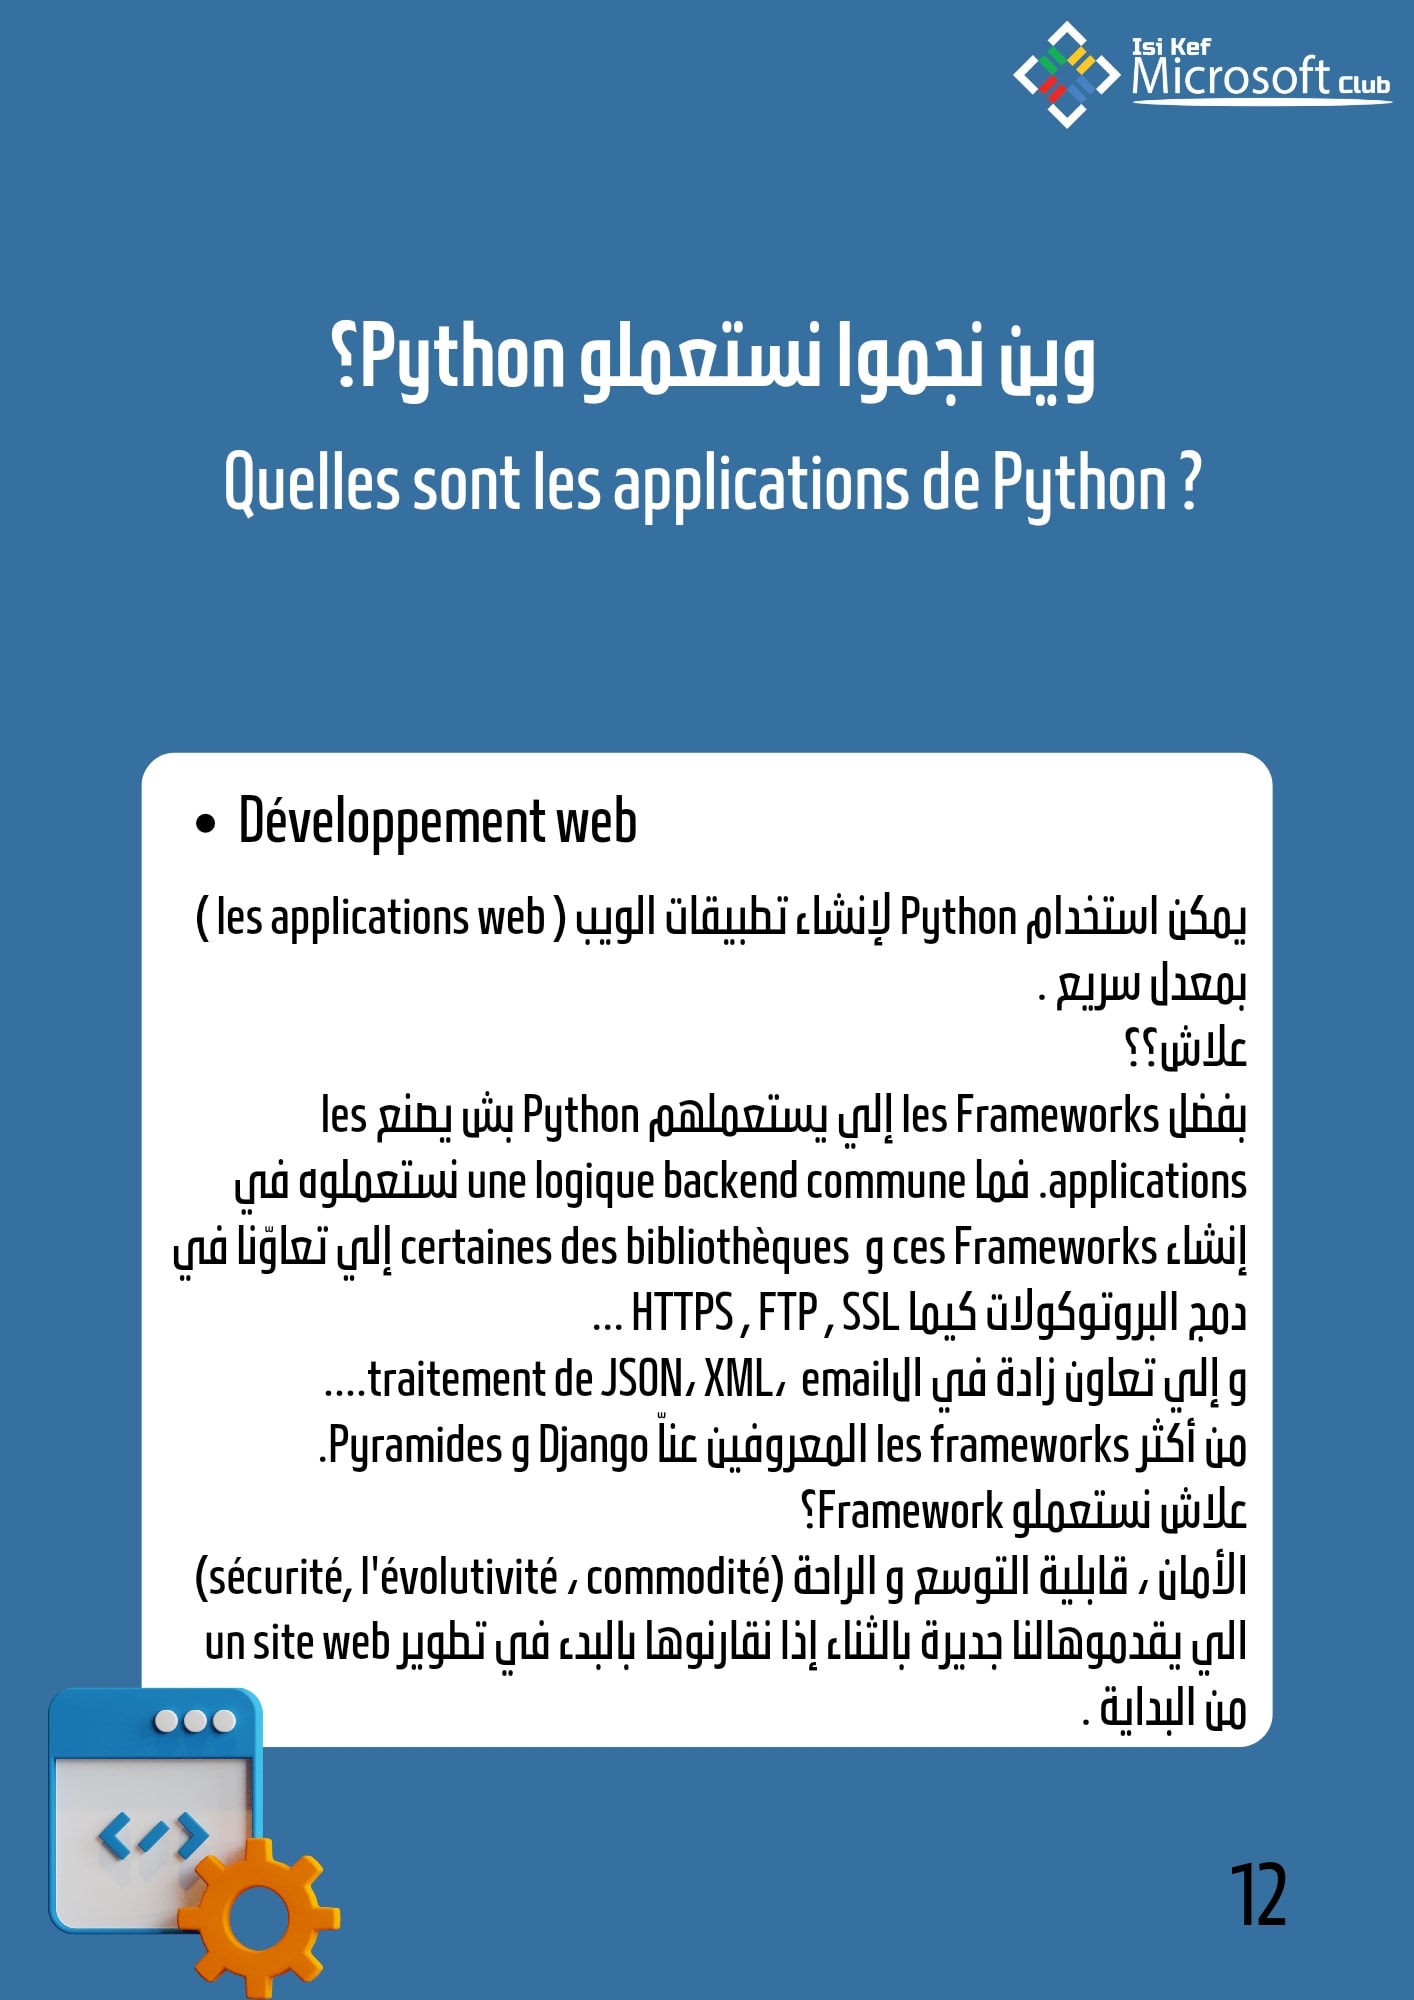 Isi Kef
Microsoft Club
وين نجموا نستعملو Python؟
Quelles sont les applications de Python ?
• Développement web
يمكن استخدام Python لإنشاء تطبيقات الويب ( les applications web )
بمعدل سريع .
علاش؟؟
بفضل les Frameworks إلي يستعملهم Python بش يصنع les
applications. فما une logique backend commune نستعملوه في
إنشاء ces Frameworks و certaines des bibliothèques إلي تعاوّنا في
دمج البروتوكولات كيما HTTPS , FTP , SSL ...
و إلي تعاون زادة في الemail ،traitement de JSON، XML....
من أكثر les frameworks المعروفين عنّا Django و Pyramides.
علاش نستعملو Framework؟
الأمان ، قابلية التوسع و الراحة (sécurité, l'évolutivité ، commodité)
الي يقدموهالنا جديرة بالثناء إذا نقارنوها بالبدء في تطوير un site web
من البداية .
12